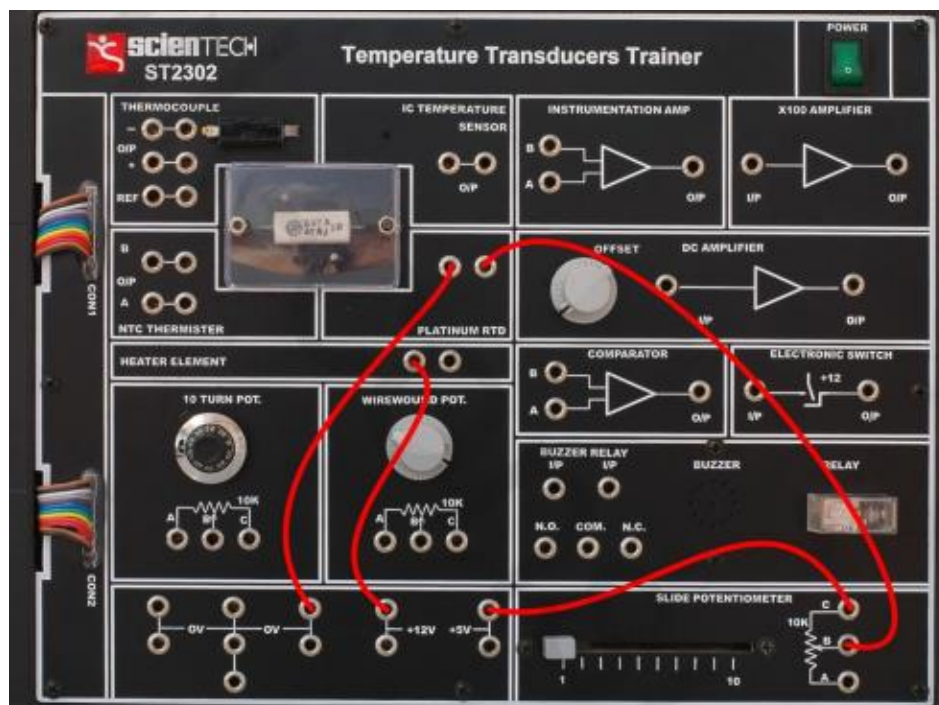 scienTECH
ST2302
Temperature Transducers Trainer
POWER
THERMOCOUPLE
−
O/P
+
REF
IC TEMPERATURE
SENSOR
O/P
INSTRUMENTATION AMP
B
A
O/P
X100 AMPLIFIER
I/P
O/P
B
O/P
A
NTC THERMISTER
PLATINUM RTD
OFFSET
DC AMPLIFIER
I/P
O/P
CON1
HEATER ELEMENT
COMPARATOR
B
A
O/P
ELECTRONIC SWITCH
+12
I/P
O/P
10 TURN POT.
10K
A
B
C
WIREWOUND POT.
10K
A
B
C
BUZZER RELAY
I/P
I/P
BUZZER
RELAY
N.O.
COM.
N.C.
CON2
0V
0V
+12V
+5V
SLIDE POTENTIOMETER
1
10
C
10K
B
A